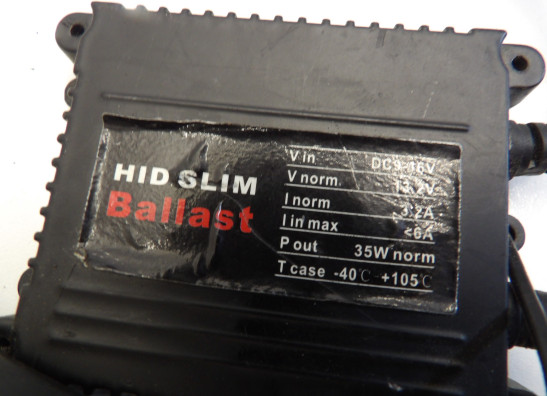 HID SLIM
Ballast
V in DC9-16V
V norm 13.2V
I norm 3.2A
I in max <6A
P out 35W norm
T case -40℃ +105℃